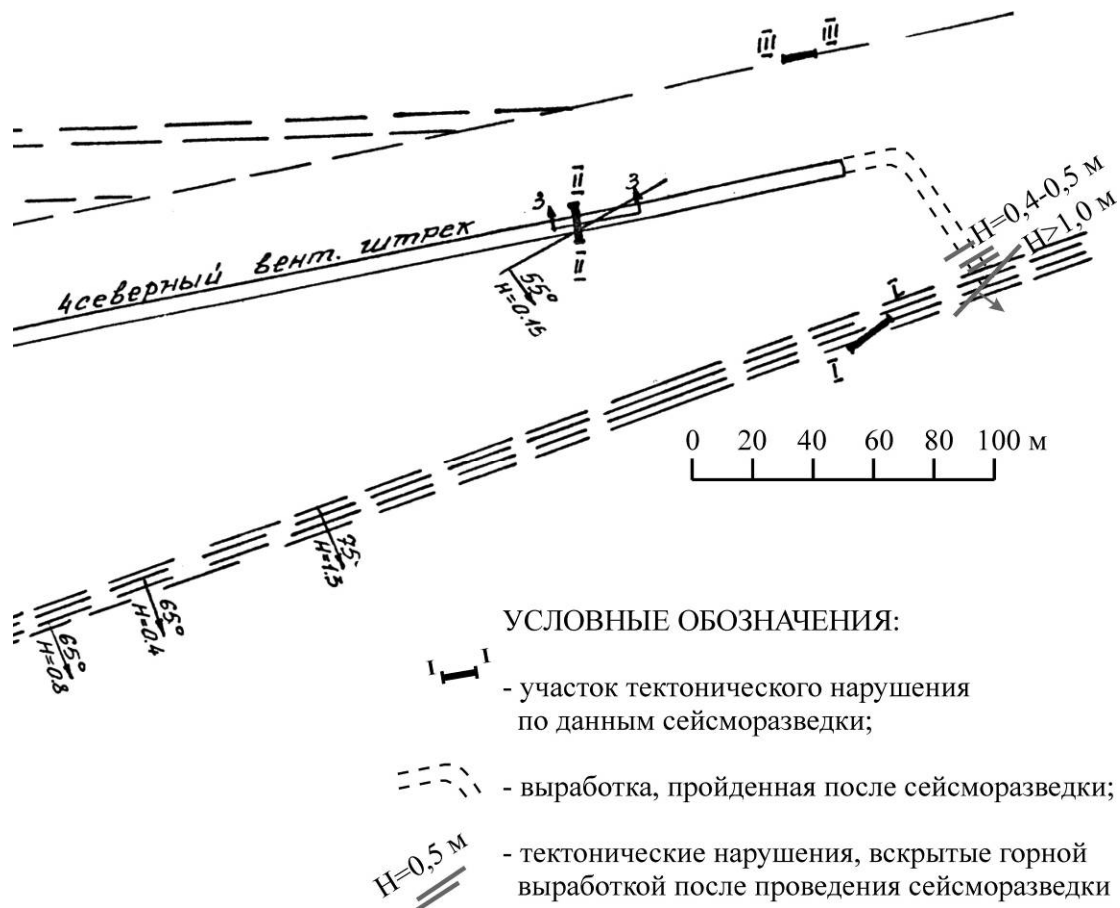 III III
II
3 3
4 северный вент. штрек
II
55°
H=0.15
H=0,4-0,5 м
H>1,0 м
I
I
0 20 40 60 80 100 м
75-
H=1.3
65°
H=0.4
65°
H=0.8
УСЛОВНЫЕ ОБОЗНАЧЕНИЯ:
I I
- участок тектонического нарушения
по данным сейсморазведки;
- выработка, пройденная после сейсморазведки;
H=0,5 м
- тектонические нарушения, вскрытые горной
выработкой после проведения сейсморазведки